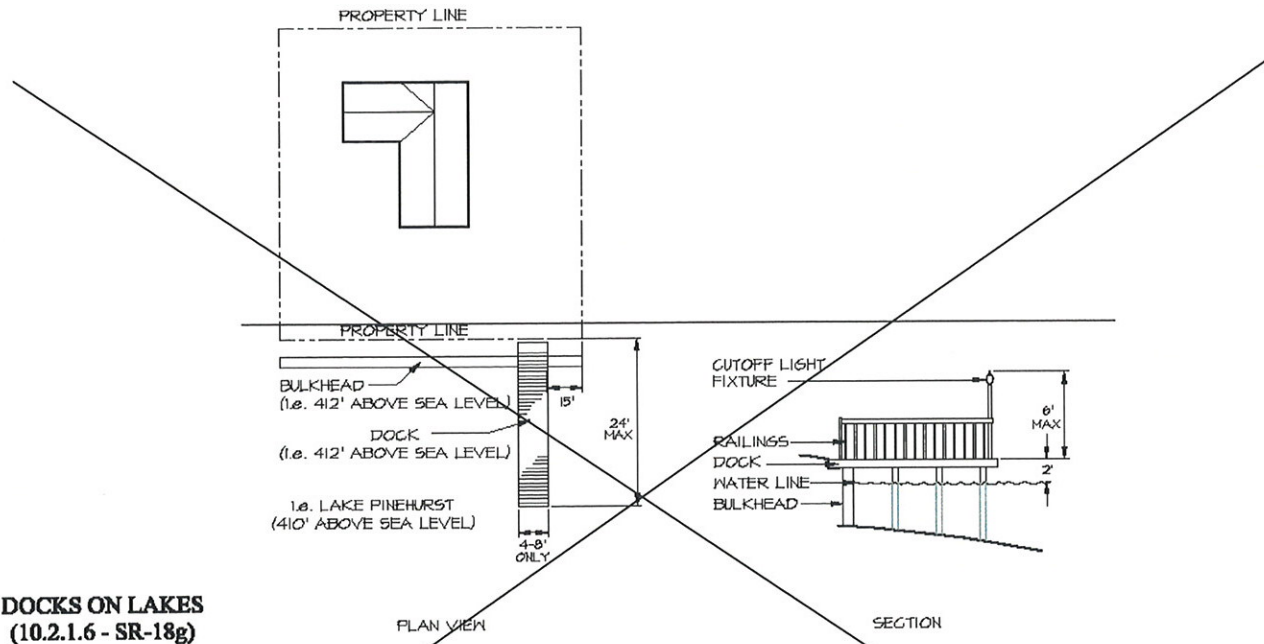 PROPERTY LINE
PROPERTY LINE
BULKHEAD
(i.e. 412' ABOVE SEA LEVEL)
DOCK
(i.e. 412' ABOVE SEA LEVEL)
i.e. LAKE PINEHURST
(410' ABOVE SEA LEVEL)
15'
24'
MAX
4-8'
ONLY
CUTOFF LIGHT
FIXTURE
RAILINGS
DOCK
WATER LINE
BULKHEAD
6'
MAX
2'
DOCKS ON LAKES
(10.2.1.6 - SR-18g)
PLAN VIEW
SECTION